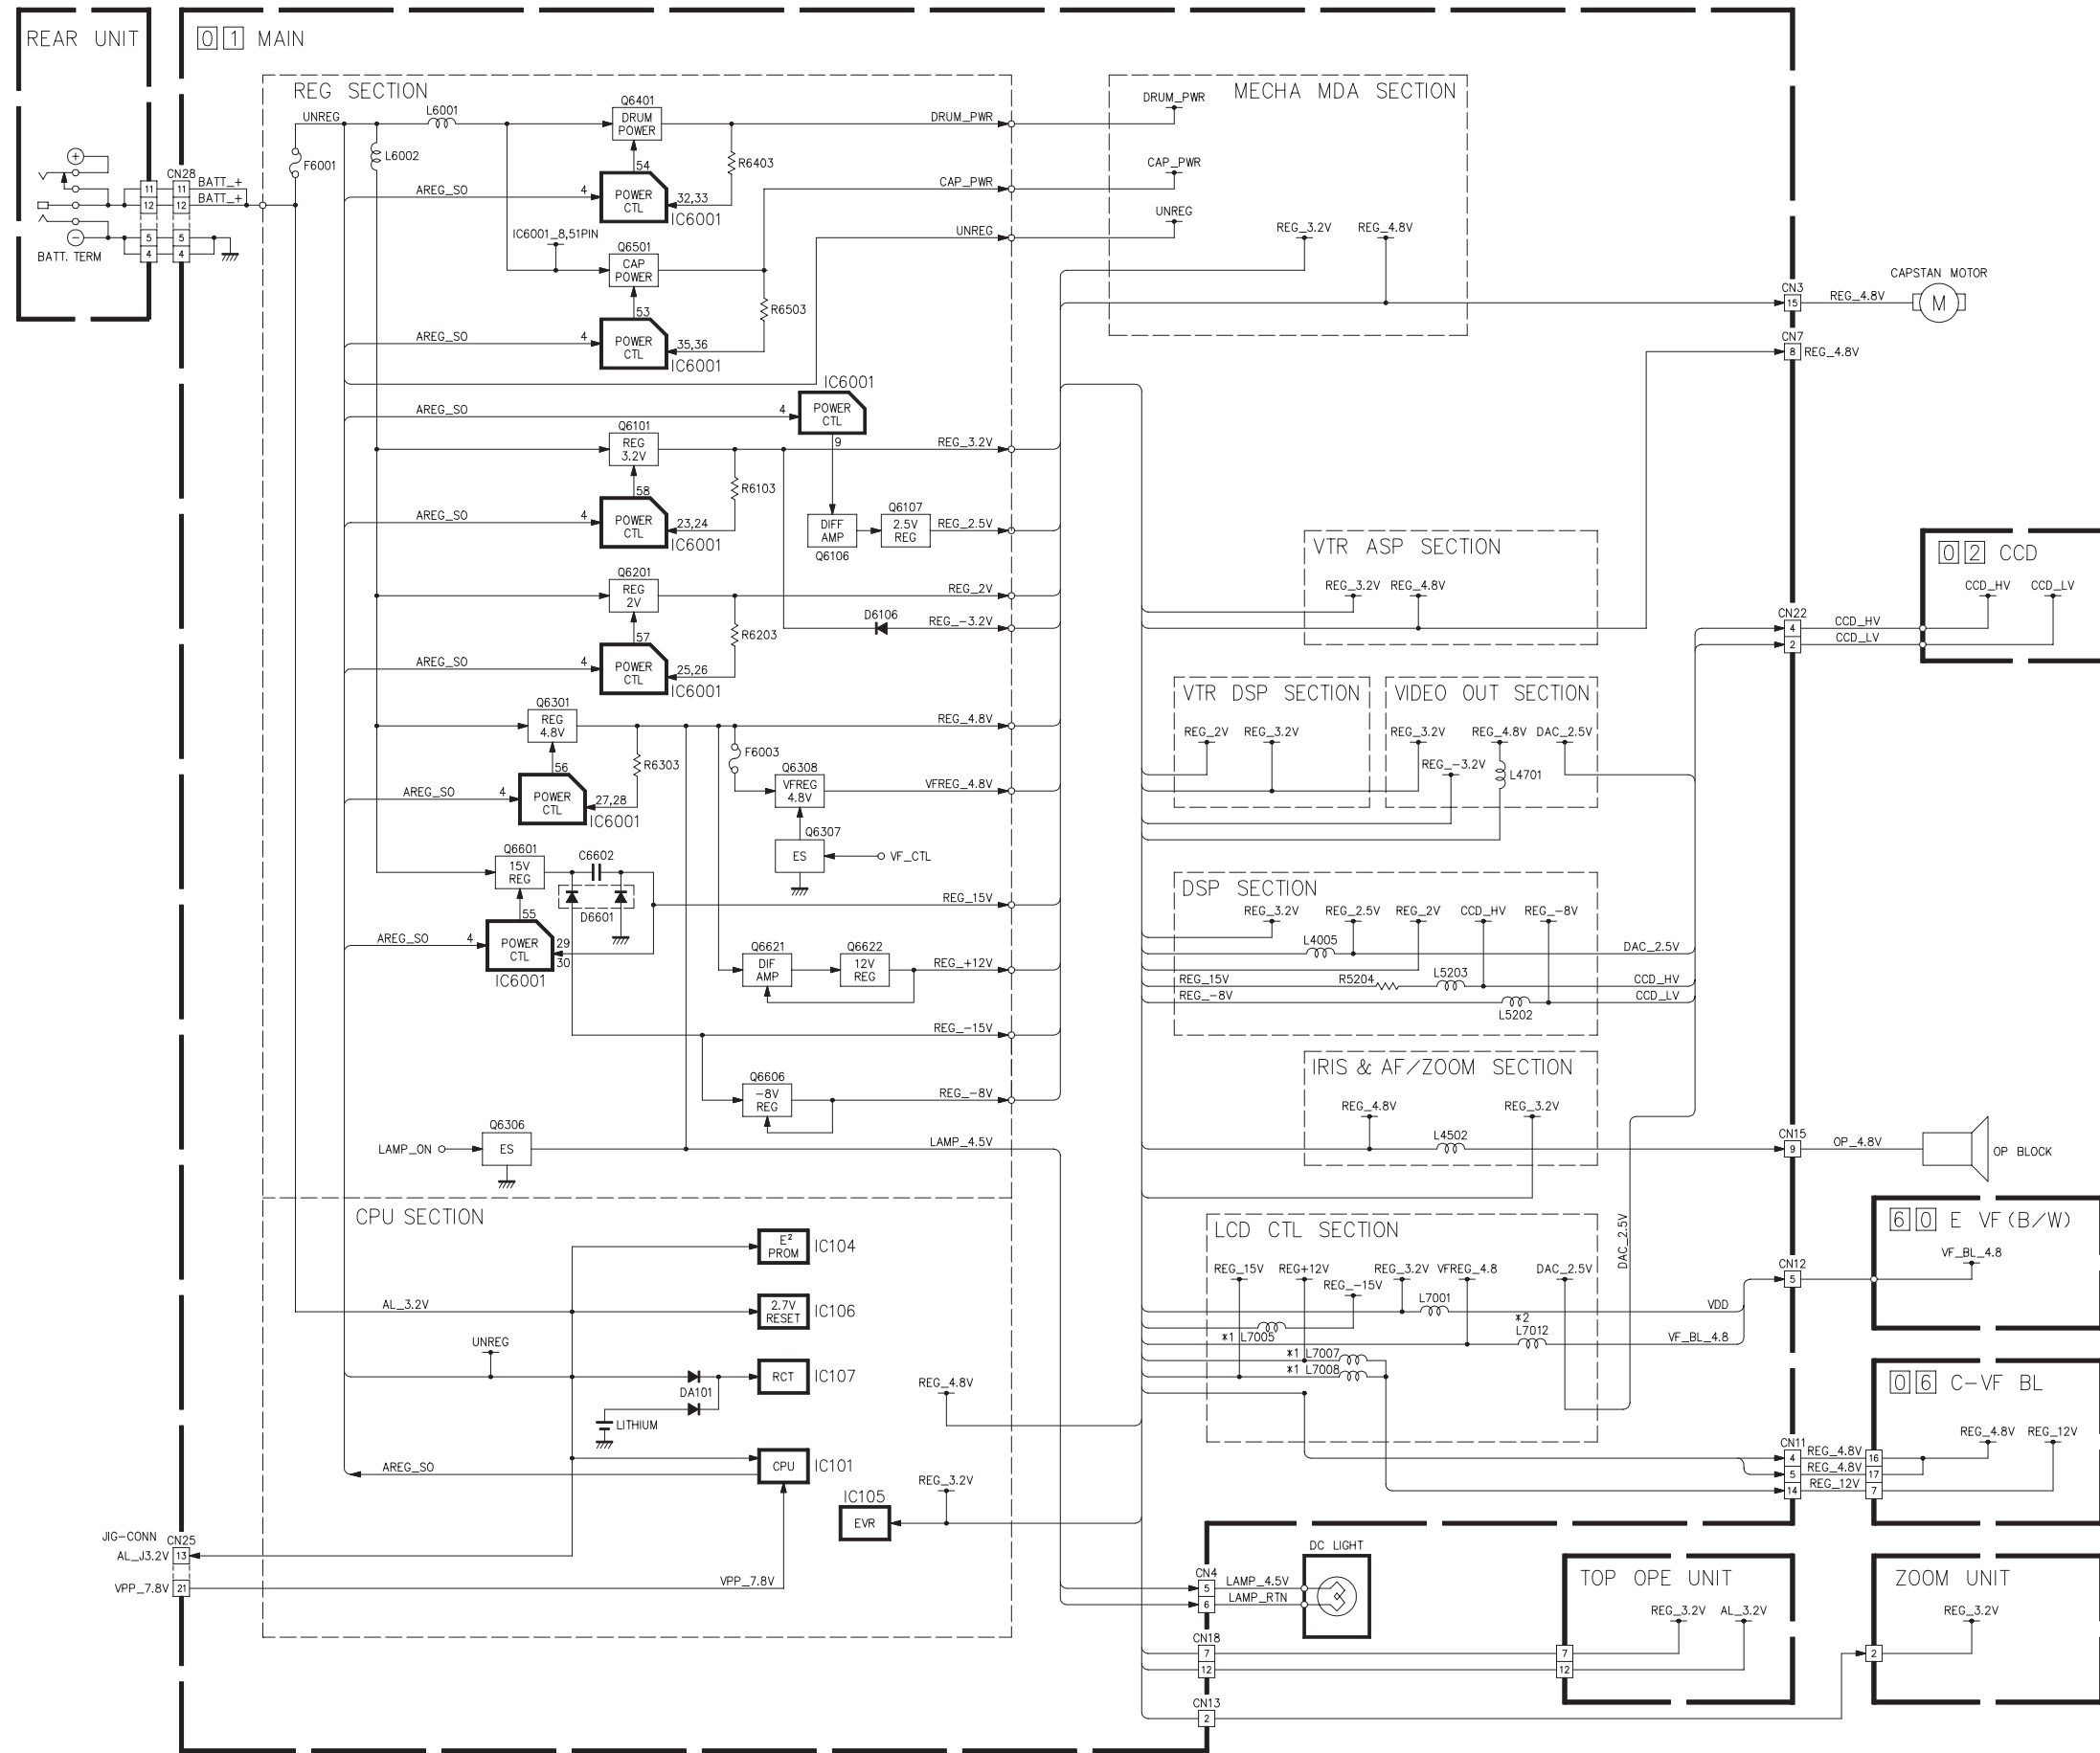 REAR UNIT
0 1 MAIN
REG SECTION
UNREG
L6001
L6002
F6001
CN28
BATT_+
BATT_+
11
11
12
12
5
5
4
4
BATT. TERM
Q6401
DRUM
POWER
54
POWER
CTL
AREG_SO
4
32,33
IC6001
R6403
DRUM_PWR
CAP_PWR
UNREG
IC6001_8,51PIN
Q6501
CAP
POWER
53
POWER
CTL
AREG_SO
4
35,36
IC6001
R6503
IC6001
AREG_SO
4
POWER
CTL
9
Q6101
REG
3.2V
58
POWER
CTL
AREG_SO
4
23,24
IC6001
R6103
REG_3.2V
DIFF
AMP
Q6106
Q6107
2.5V
REG
REG_2.5V
Q6201
REG
2V
57
POWER
CTL
AREG_SO
4
25,26
IC6001
R6203
REG_2V
D6106
REG_-3.2V
Q6301
REG
4.8V
56
POWER
CTL
AREG_SO
4
27,28
IC6001
R6303
REG_4.8V
F6003
Q6308
VFREG
4.8V
VFREG_4.8V
Q6307
ES
VF_CTL
Q6601
15V
REG
C6602
D6601
55
POWER
CTL
AREG_SO
4
29
30
IC6001
REG_15V
Q6621
DIF
AMP
Q6622
12V
REG
REG_+12V
REG_-15V
Q6606
-8V
REG
REG_-8V
Q6306
ES
LAMP_ON
LAMP_4.5V
CPU SECTION
E2
PROM
IC104
AL_3.2V
2.7V
RESET
IC106
UNREG
DA101
RCT
IC107
LITHIUM
REG_4.8V
AREG_SO
CPU
IC101
REG_3.2V
IC105
EVR
JIG-CONN
CN25
AL_J3.2V
13
VPP_7.8V
21
VPP_7.8V
MECHA MDA SECTION
DRUM_PWR
CAP_PWR
UNREG
REG_3.2V
REG_4.8V
CN3
15
REG_4.8V
CAPSTAN MOTOR
M
CN7
8
REG_4.8V
VTR ASP SECTION
REG_3.2V
REG_4.8V
0 2 CCD
CCD_HV
CCD_LV
CN22
4
CCD_HV
2
CCD_LV
VTR DSP SECTION
REG_2V
REG_3.2V
VIDEO OUT SECTION
REG_3.2V
REG_4.8V
DAC_2.5V
REG_-3.2V
L4701
DSP SECTION
REG_3.2V
REG_2.5V
REG_2V
CCD_HV
REG_-8V
L4005
DAC_2.5V
REG_15V
R5204
L5203
CCD_HV
REG_-8V
L5202
CCD_LV
IRIS & AF/ZOOM SECTION
REG_4.8V
REG_3.2V
L4502
CN15
9
OP_4.8V
OP BLOCK
DAC_2.5V
LCD CTL SECTION
REG_15V
REG+12V
REG_-15V
REG_3.2V
VFREG_4.8
DAC_2.5V
L7001
VDD
*1 L7005
*2
L7012
VF_BL_4.8
*1 L7007
*1 L7008
6 0 E VF(B/W)
VF_BL_4.8
CN12
5
0 6 C-VF BL
REG_4.8V
REG_12V
CN11
4
REG_4.8V
16
5
REG_4.8V
17
14
REG_12V
7
DC LIGHT
CN4
5
LAMP_4.5V
6
LAMP_RTN
TOP OPE UNIT
REG_3.2V
AL_3.2V
CN18
7
7
12
12
ZOOM UNIT
REG_3.2V
2
CN13
2